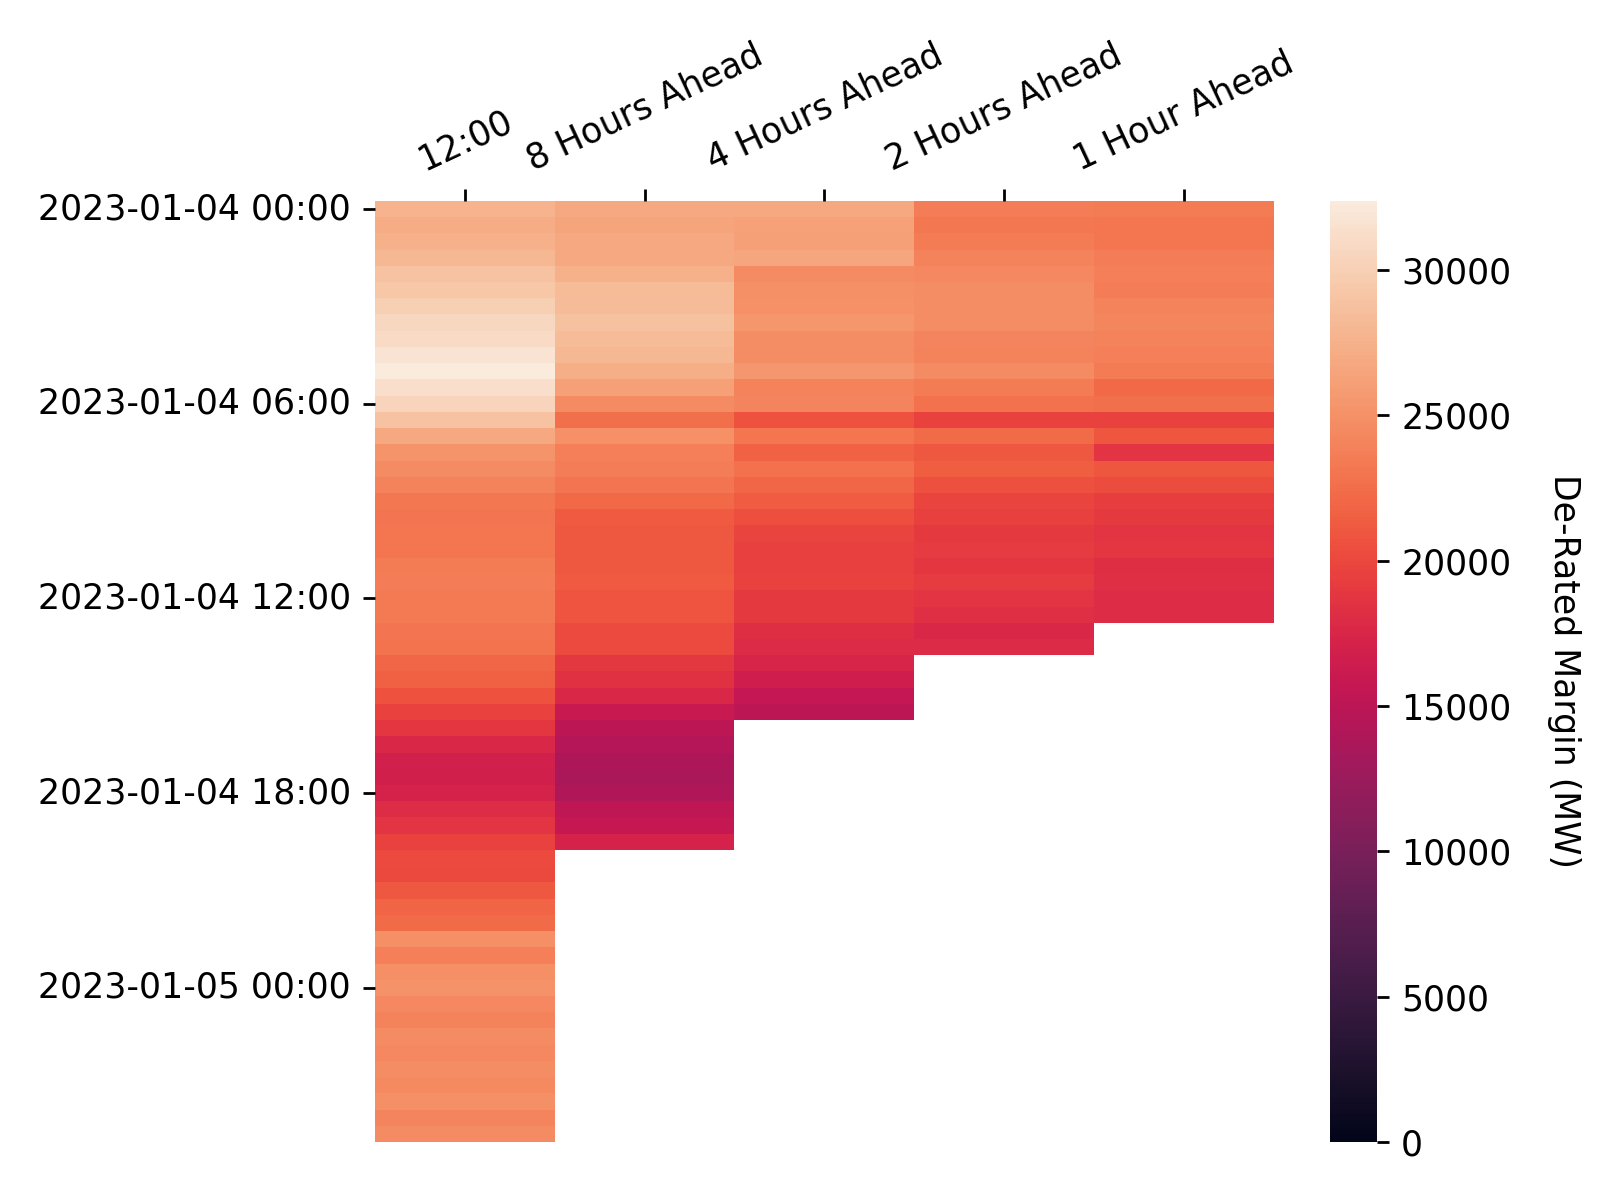 12:00
8 Hours Ahead
4 Hours Ahead
2 Hours Ahead
1 Hour Ahead
2023-01-04 00:00
2023-01-04 06:00
2023-01-04 12:00
2023-01-04 18:00
2023-01-05 00:00
30000
25000
20000
15000
10000
5000
0
De-Rated Margin (MW)